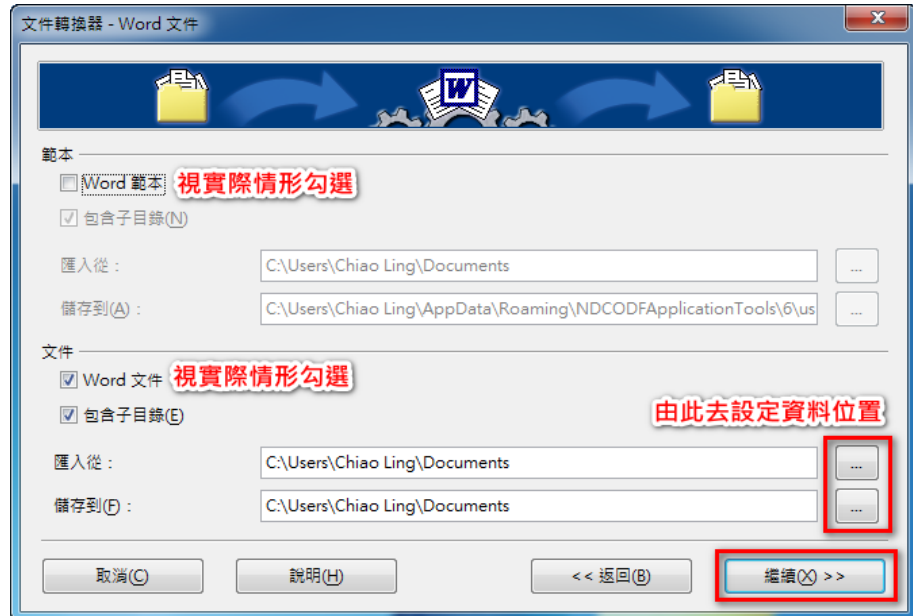 文件轉換器 - Word 文件
W
範本
Word 範本 視實際情形勾選
包含子目錄(N)
匯入從： C:\Users\Chiao Ling\Documents ...
儲存到(A)： C:\Users\Chiao Ling\AppData\Roaming\NDCODFApplicationTools\6\us ...
文件
Word 文件 視實際情形勾選
包含子目錄(E)
由此去設定資料位置
匯入從： C:\Users\Chiao Ling\Documents ...
儲存到(F)： C:\Users\Chiao Ling\Documents ...
取消(C) 說明(H) << 返回(B) 繼續(X) >>